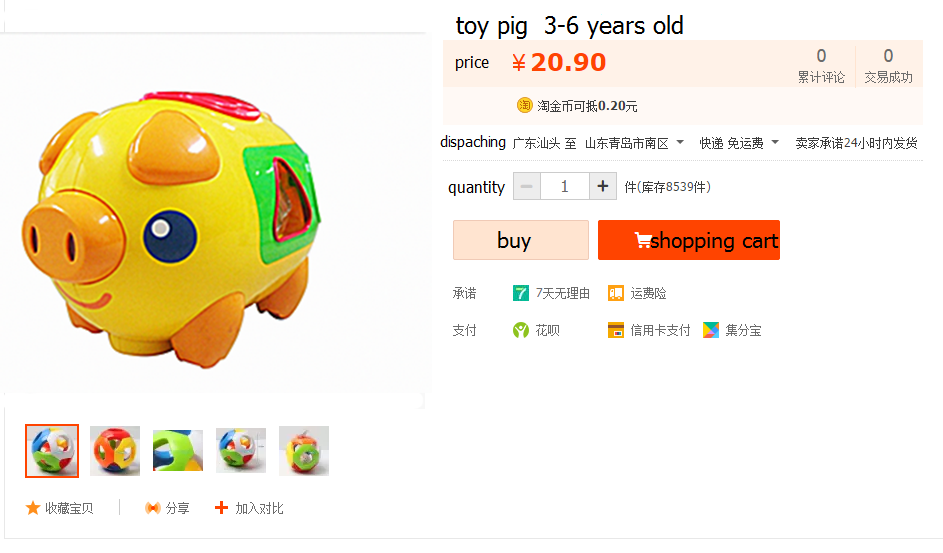 toy pig 3-6 years old
price ¥20.90
0 0
累计评论 交易成功
淘 淘金币可抵0.20元
dispaching 广东汕头 至 山东青岛市南区 快递 免运费 卖家承诺24小时内发货
quantity − 1 + 件(库存8539件)
buy shopping cart
承诺 7 7天无理由 运费险
支付 花呗 信用卡支付 集分宝
收藏宝贝 分享 加入对比